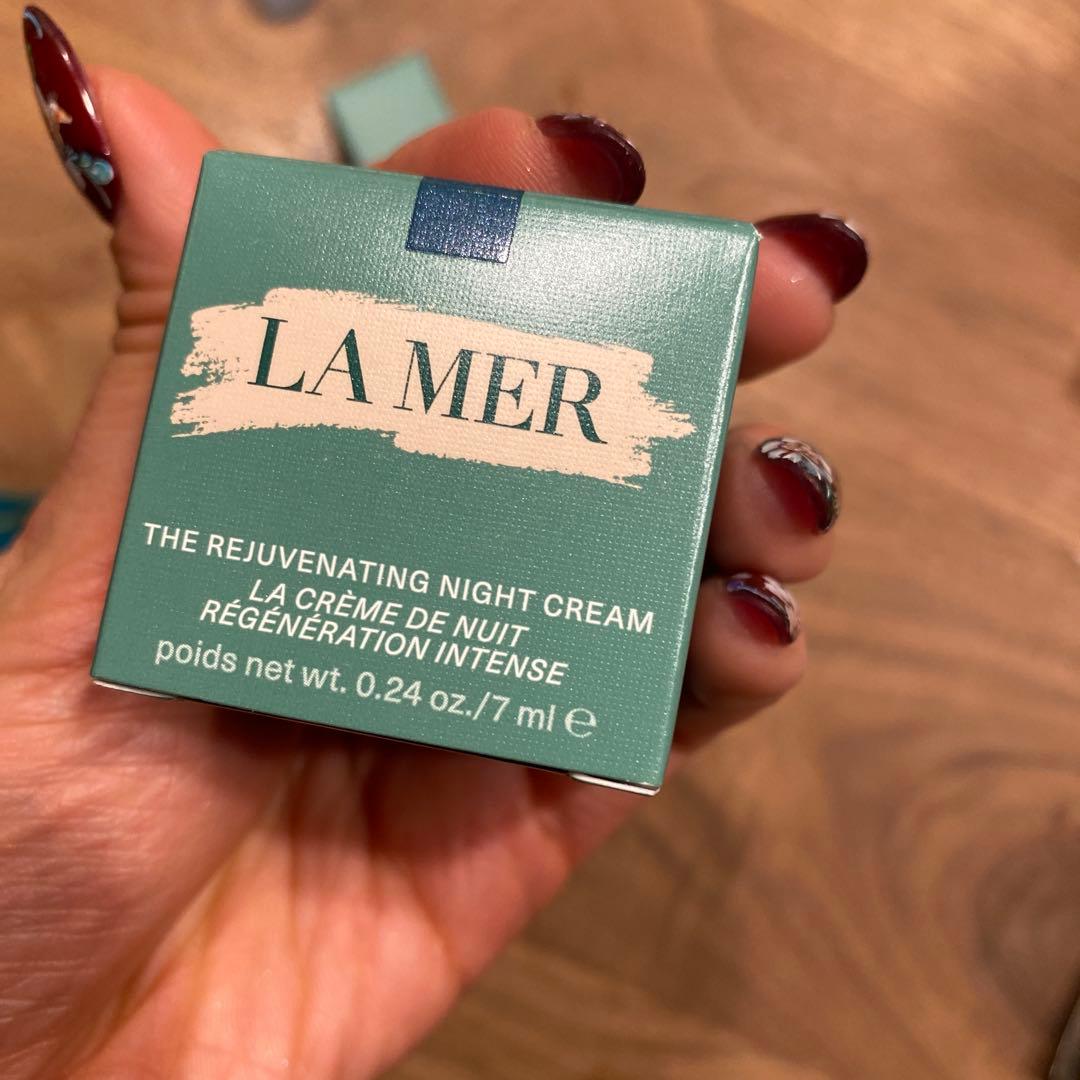 LA MER
THE REJUVENATING NIGHT CREAM
LA CRÈME DE NUIT
RÉGÉNÉRATION INTENSE
poids net wt. 0.24 oz./7 ml ℮